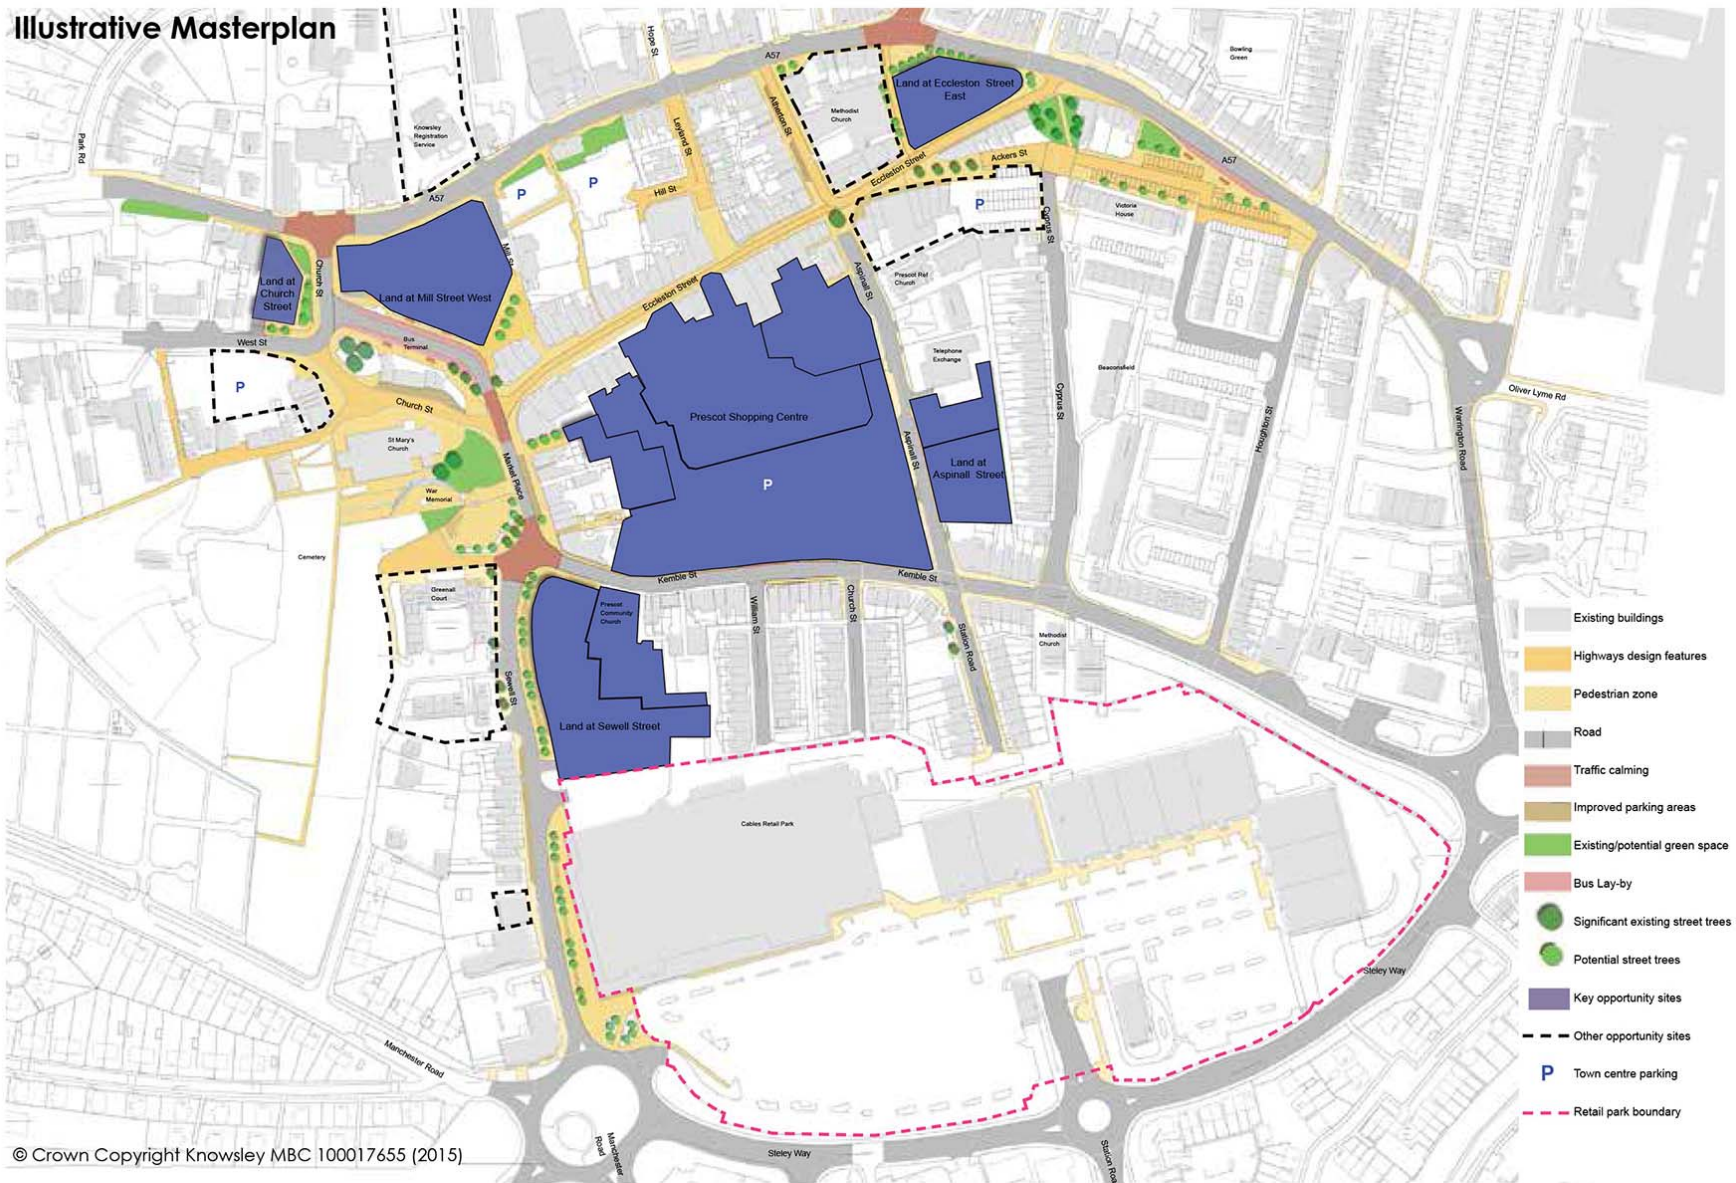 Illustrative Masterplan
Hope St
A57
Bowling
Green
Land at Eccleston Street
East
Park Rd
Knowsley
Registration
Service
Methodist
Church
Atherton St
Leyland St
Eccleston Street
Ackers St
A57
A57
P
P
Hill St
P
Victoria
House
Cyprus St
Mill St
Church St
Land at
Church
Street
Land at Mill Street West
Eccleston Street
Aspinall St
Prescot Ref
Church
West St
Bus
Terminal
Telephone
Exchange
Beaconsfield
P
Church St
Cyprus St
Houghton St
Oliver Lyme Rd
Warrington Road
Prescot Shopping Centre
St Mary's
Church
Market Place
Aspinall St
Land at
Aspinall Street
War
Memorial
P
Cemetery
Kemble St
Kemble St
Greenall
Court
Prescot
Community
Church
William St
Church St
Station Road
Methodist
Church
Sewell St
Land at Sewell Street
Cables Retail Park
Steley Way
Manchester Road
Manchester
Road
Steley Way
Station Road
Existing buildings
Highways design features
Pedestrian zone
Road
Traffic calming
Improved parking areas
Existing/potential green space
Bus Lay-by
Significant existing street trees
Potential street trees
Key opportunity sites
Other opportunity sites
P Town centre parking
Retail park boundary
© Crown Copyright Knowsley MBC 100017655 (2015)